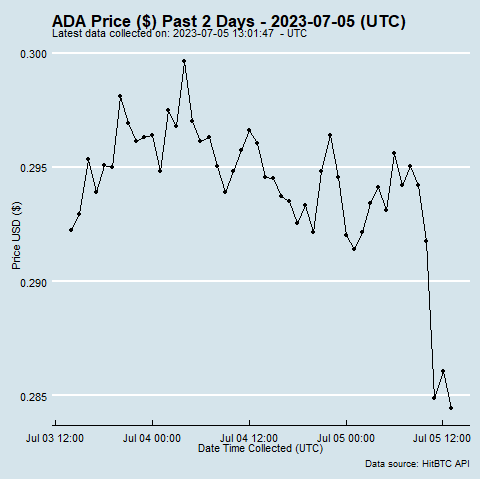 ADA Price ($) Past 2 Days - 2023-07-05 (UTC)
Latest data collected on: 2023-07-05 13:01:47  - UTC
0.300
0.295
0.290
0.285
Price USD ($)
Jul 03 12:00 Jul 04 00:00 Jul 04 12:00 Jul 05 00:00 Jul 05 12:00
Date Time Collected (UTC)
Data source: HitBTC API